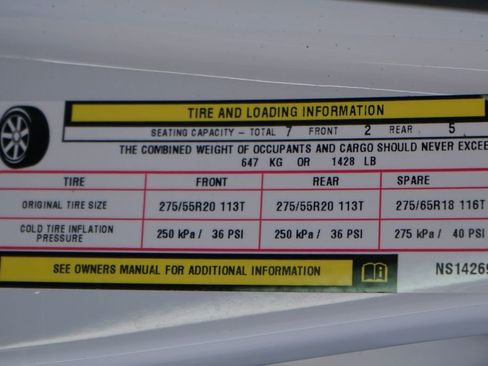 TIRE AND LOADING INFORMATION
SEATING CAPACITY – TOTAL 7 FRONT 2 REAR 5
THE COMBINED WEIGHT OF OCCUPANTS AND CARGO SHOULD NEVER EXCEE
647 KG OR 1428 LB
TIRE FRONT REAR SPARE
ORIGINAL TIRE SIZE 275/55R20 113T 275/55R20 113T 275/65R18 116T
COLD TIRE INFLATION PRESSURE 250 kPa / 36 PSI 250 kPa / 36 PSI 275 kPa / 40 PSI
SEE OWNERS MANUAL FOR ADDITIONAL INFORMATION NS14269